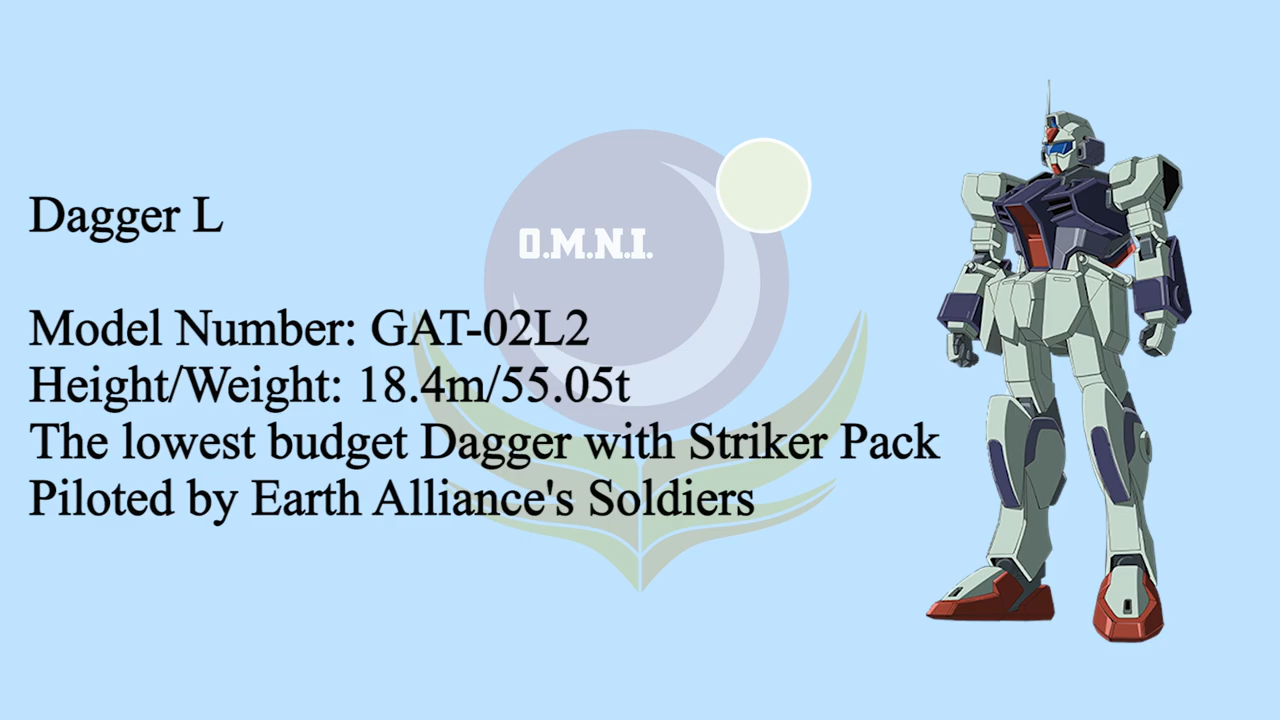 Dagger L
O.M.N.I.
Model Number: GAT-02L2
Height/Weight: 18.4m/55.05t
The lowest budget Dagger with Striker Pack
Piloted by Earth Alliance's Soldiers